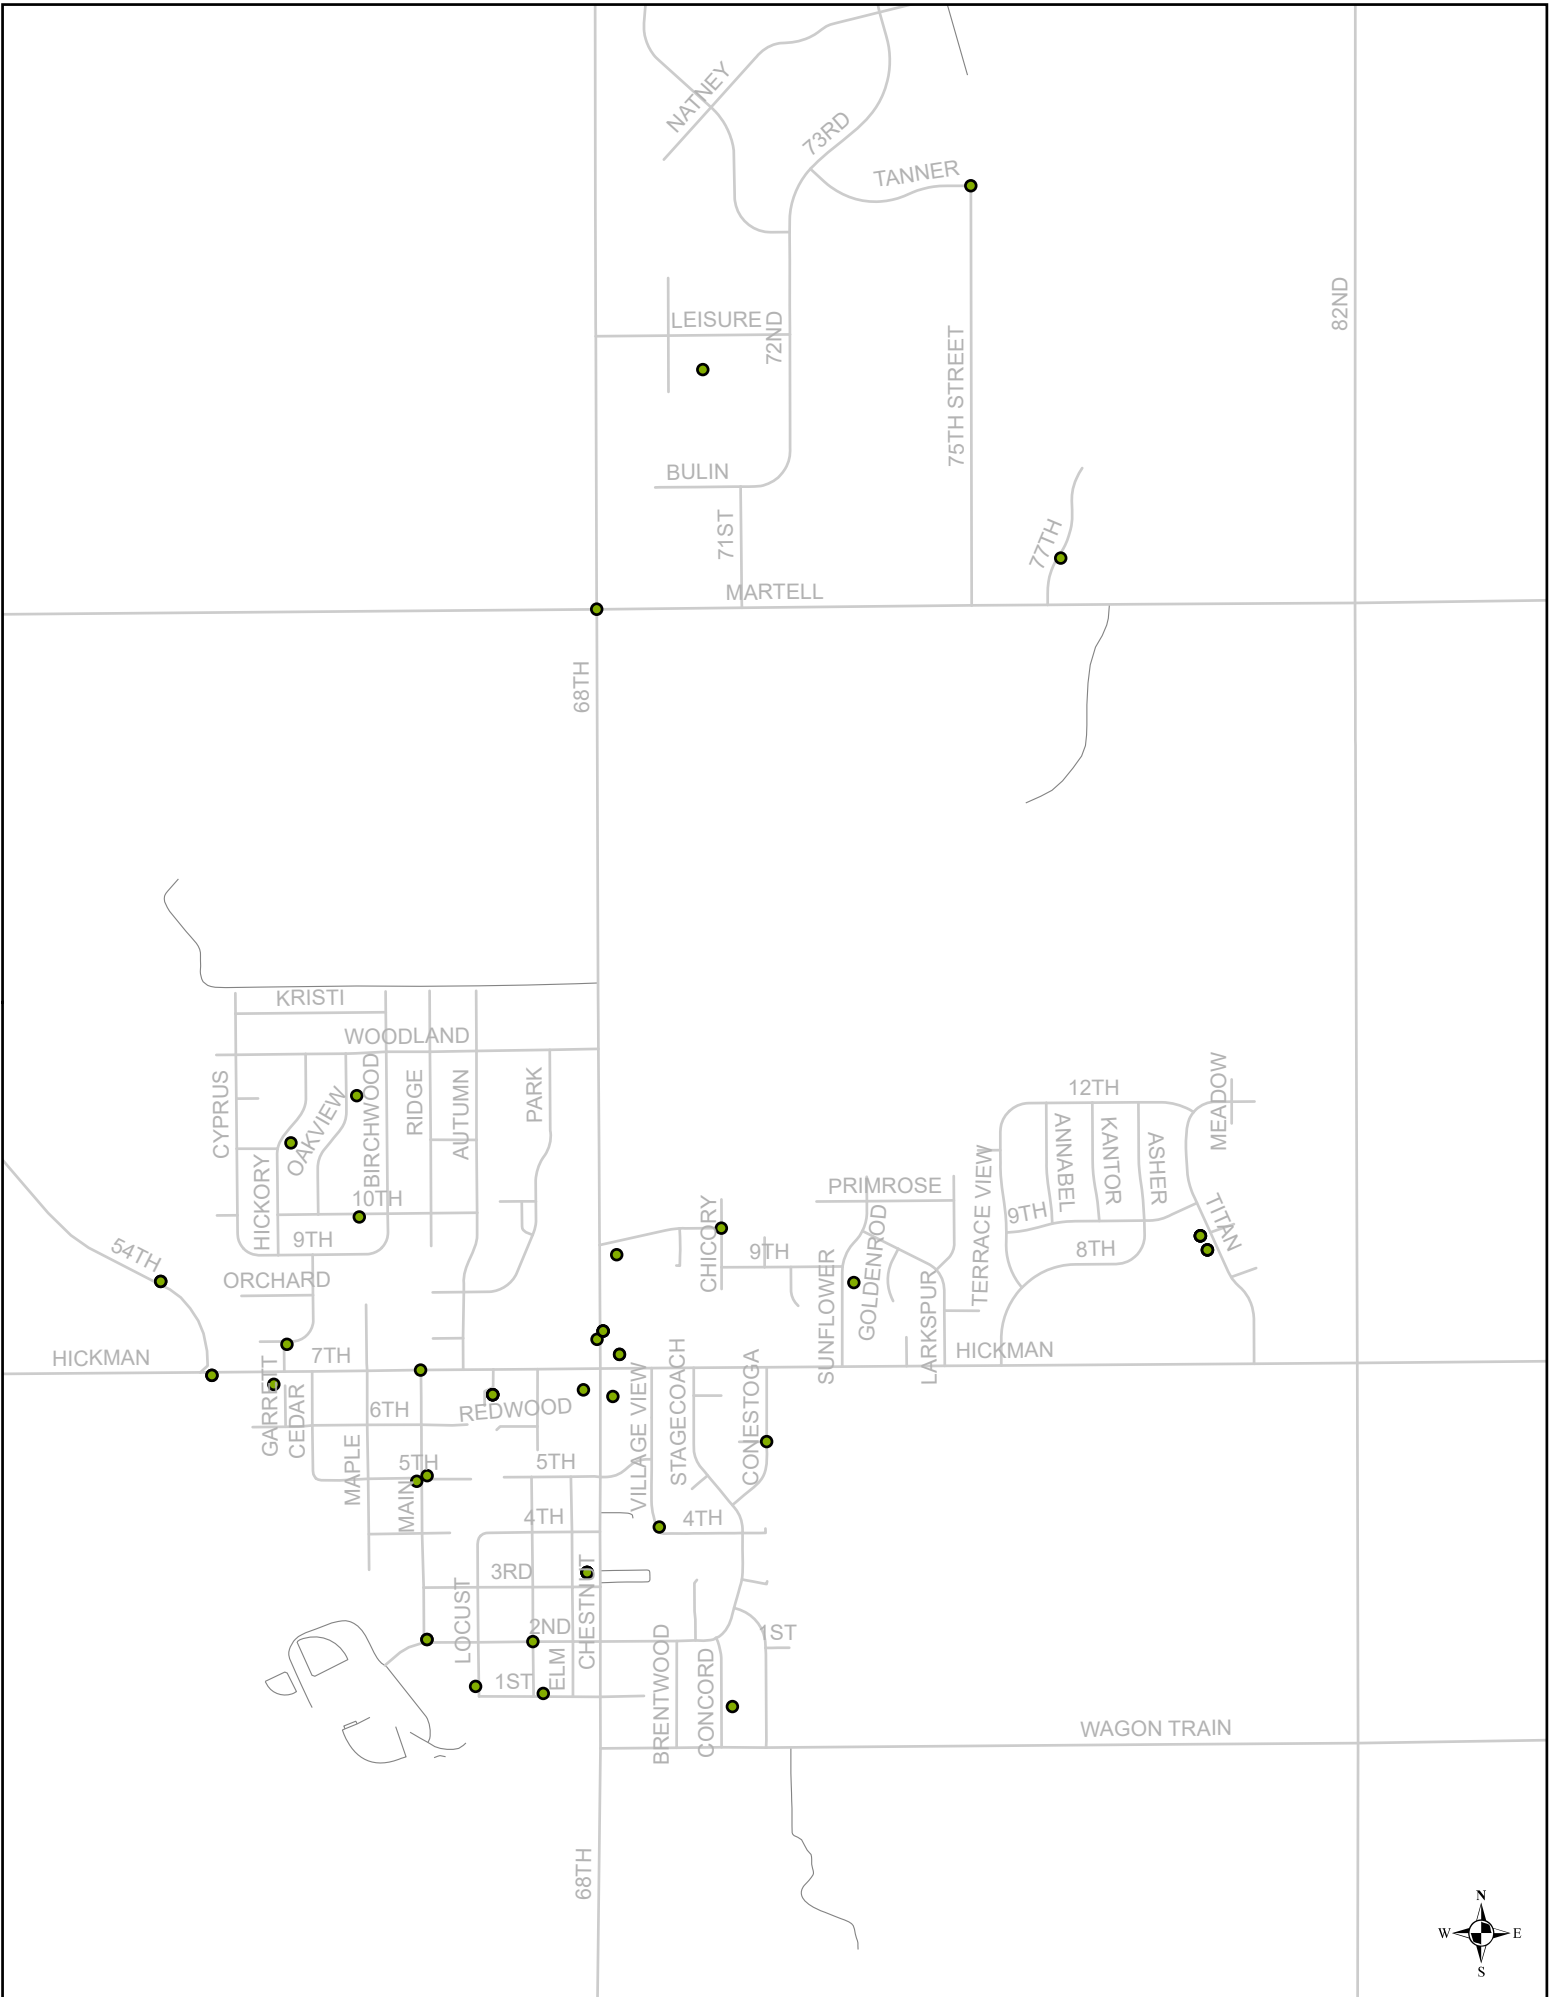 NATNEY
73RD
TANNER
82ND
LEISURE
72ND
75TH STREET
BULIN
71ST
77TH
MARTELL
68TH
KRISTI
WOODLAND
CYPRUS
OAKVIEW
BIRCHWOOD
RIDGE
AUTUMN
PARK
12TH
MEADOW
ANNABEL
KANTOR
ASHER
HICKORY
10TH
PRIMROSE
TERRACE VIEW
9TH
TITAN
54TH
9TH
CHICORY
9TH
GOLDENROD
8TH
ORCHARD
SUNFLOWER
LARKSPUR
HICKMAN
7TH
HICKMAN
GARRETT
CEDAR
6TH
REDWOOD
VILLAGE VIEW
STAGECOACH
CONESTOGA
MAPLE
5TH
5TH
MAIN
4TH
4TH
3RD
CHESTNUT
LOCUST
2ND
1ST
1ST
ELM
BRENTWOOD
CONCORD
WAGON TRAIN
68TH
N
W
E
S